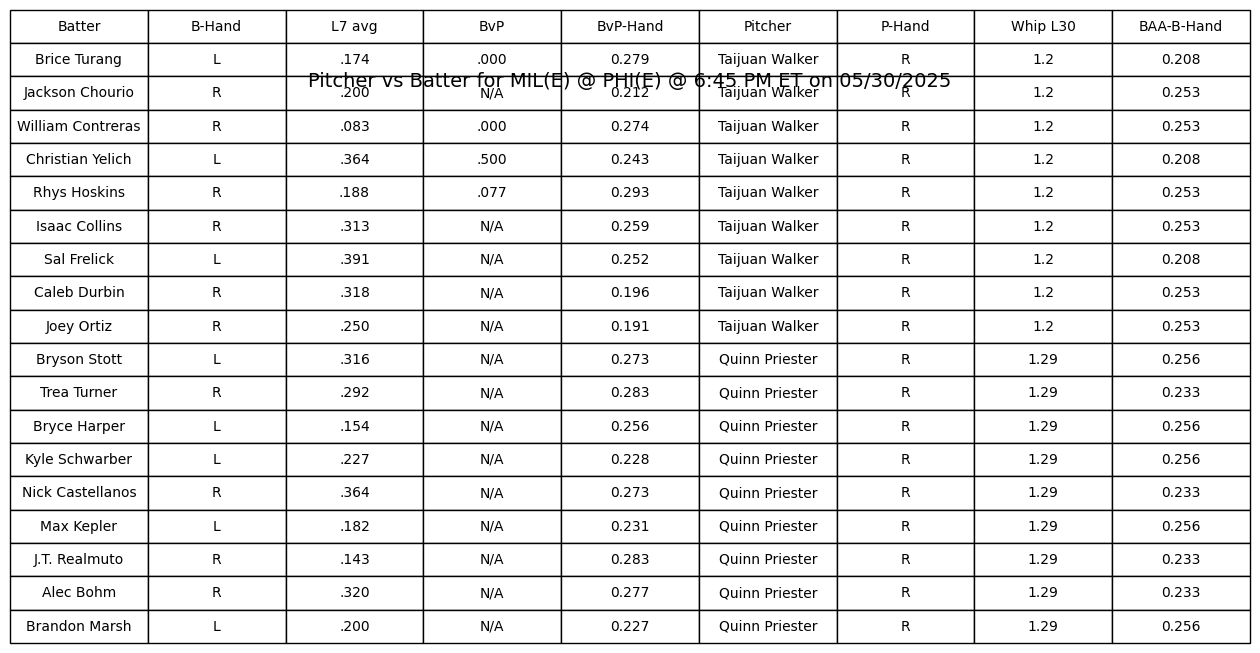 Batter B-Hand L7 avg BvP BvP-Hand Pitcher P-Hand Whip L30 BAA-B-Hand
Brice Turang L .174 .000 0.279 Taijuan Walker R 1.2 0.208
Pitcher vs Batter for MIL(E) @ PHI(E) @ 6:45 PM ET on 05/30/2025
Jackson Chourio R .200 N/A 0.212 Taijuan Walker R 1.2 0.253
William Contreras R .083 .000 0.274 Taijuan Walker R 1.2 0.253
Christian Yelich L .364 .500 0.243 Taijuan Walker R 1.2 0.208
Rhys Hoskins R .188 .077 0.293 Taijuan Walker R 1.2 0.253
Isaac Collins R .313 N/A 0.259 Taijuan Walker R 1.2 0.253
Sal Frelick L .391 N/A 0.252 Taijuan Walker R 1.2 0.208
Caleb Durbin R .318 N/A 0.196 Taijuan Walker R 1.2 0.253
Joey Ortiz R .250 N/A 0.191 Taijuan Walker R 1.2 0.253
Bryson Stott L .316 N/A 0.273 Quinn Priester R 1.29 0.256
Trea Turner R .292 N/A 0.283 Quinn Priester R 1.29 0.233
Bryce Harper L .154 N/A 0.256 Quinn Priester R 1.29 0.256
Kyle Schwarber L .227 N/A 0.228 Quinn Priester R 1.29 0.256
Nick Castellanos R .364 N/A 0.273 Quinn Priester R 1.29 0.233
Max Kepler L .182 N/A 0.231 Quinn Priester R 1.29 0.256
J.T. Realmuto R .143 N/A 0.283 Quinn Priester R 1.29 0.233
Alec Bohm R .320 N/A 0.277 Quinn Priester R 1.29 0.233
Brandon Marsh L .200 N/A 0.227 Quinn Priester R 1.29 0.256